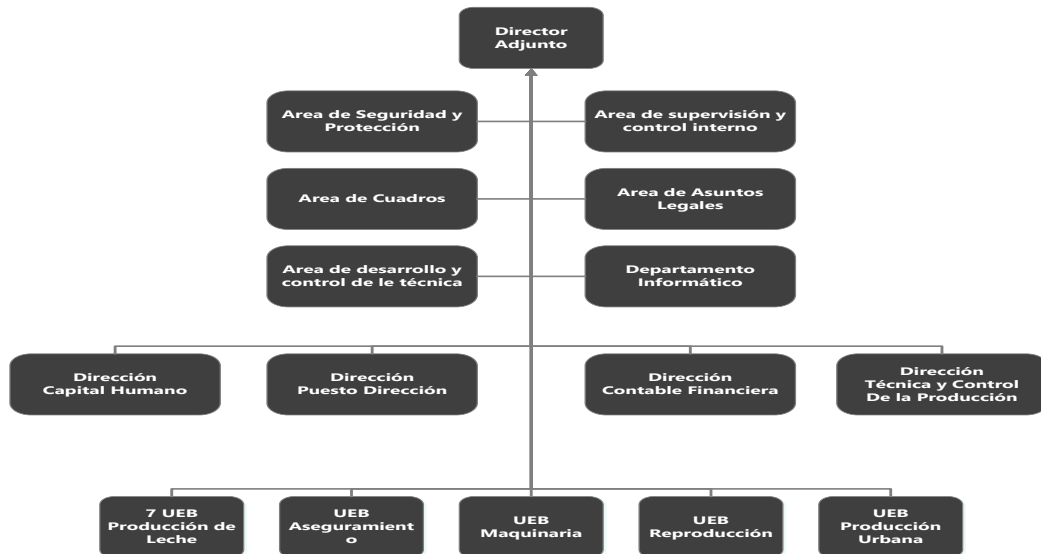 Director
Adjunto
Area de Seguridad y
Protección
Area de supervisión y
control interno
Area de Cuadros
Area de Asuntos
Legales
Area de desarrollo y
control de le técnica
Departamento
Informático
Dirección
Capital Humano
Dirección
Puesto Dirección
Dirección
Contable Financiera
Dirección
Técnica y Control
De la Producción
7 UEB
Producción de
Leche
UEB
Aseguramient
o
UEB
Maquinaria
UEB
Reproducción
UEB
Producción
Urbana